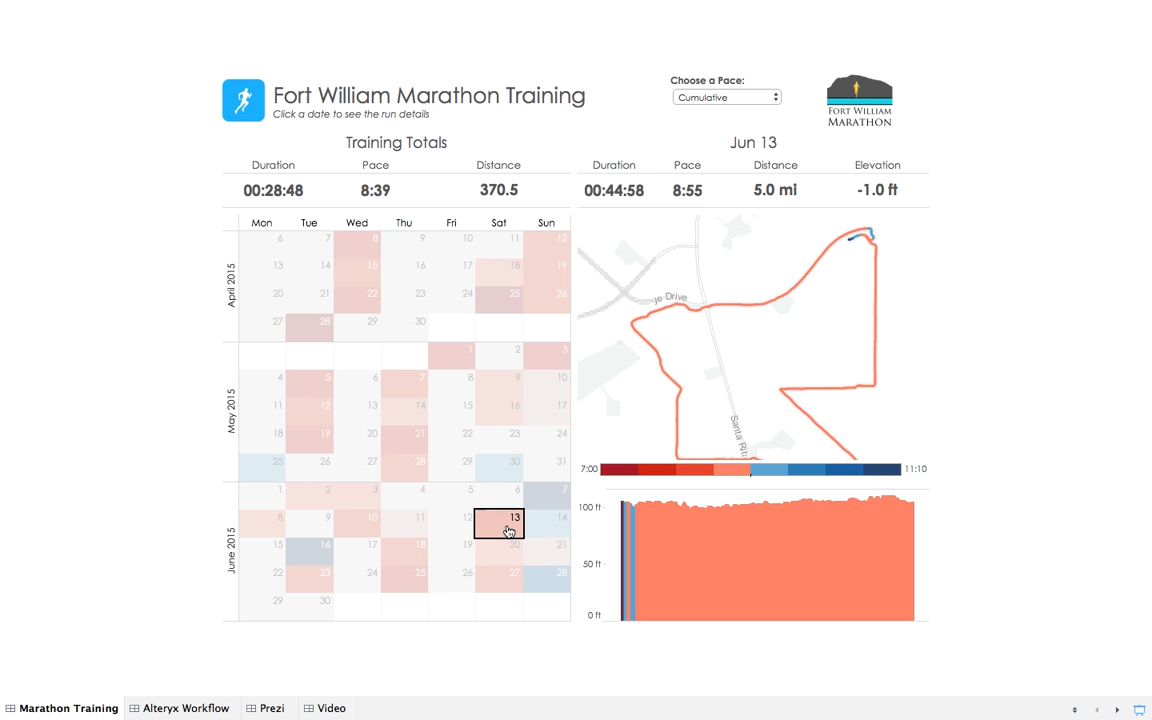 Fort William Marathon Training
Click a date to see the run details
Choose a Pace:
Cumulative
FORT WILLIAM
MARATHON
Training Totals
Duration Pace Distance
00:28:48 8:39 370.5
Jun 13
Duration Pace Distance Elevation
00:44:58 8:55 5.0 mi -1.0 ft
Mon Tue Wed Thu Fri Sat Sun
April 2015
6 7 8 9 10 11 12
13 14 15 16 17 18 19
20 21 22 23 24 25 26
27 28 29 30
May 2015
1 2 3
4 5 6 7 8 9 10
11 12 13 14 15 16 17
18 19 20 21 22 23 24
25 26 27 28 29 30 31
June 2015
1 2 3 4 5 6 7
8 9 10 11 12 13 14
15 16 17 18 19 20 21
22 23 24 25 26 27 28
29 30
je Drive
Santa Rit
7:00 11:10
100 ft
50 ft
0 ft
Marathon Training Alteryx Workflow Prezi Video